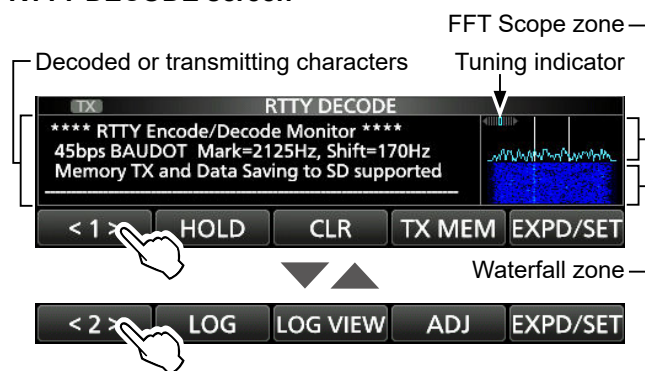 RTTY DECODE screen
FFT Scope zone
Decoded or transmitting characters
Tuning indicator
TX
RTTY DECODE
**** RTTY Encode/Decode Monitor ****
45bps BAUDOT Mark=2125Hz, Shift=170Hz
Memory TX and Data Saving to SD supported
< 1 > HOLD CLR TX MEM EXPD/SET
Waterfall zone
< 2 > LOG LOG VIEW ADJ EXPD/SET